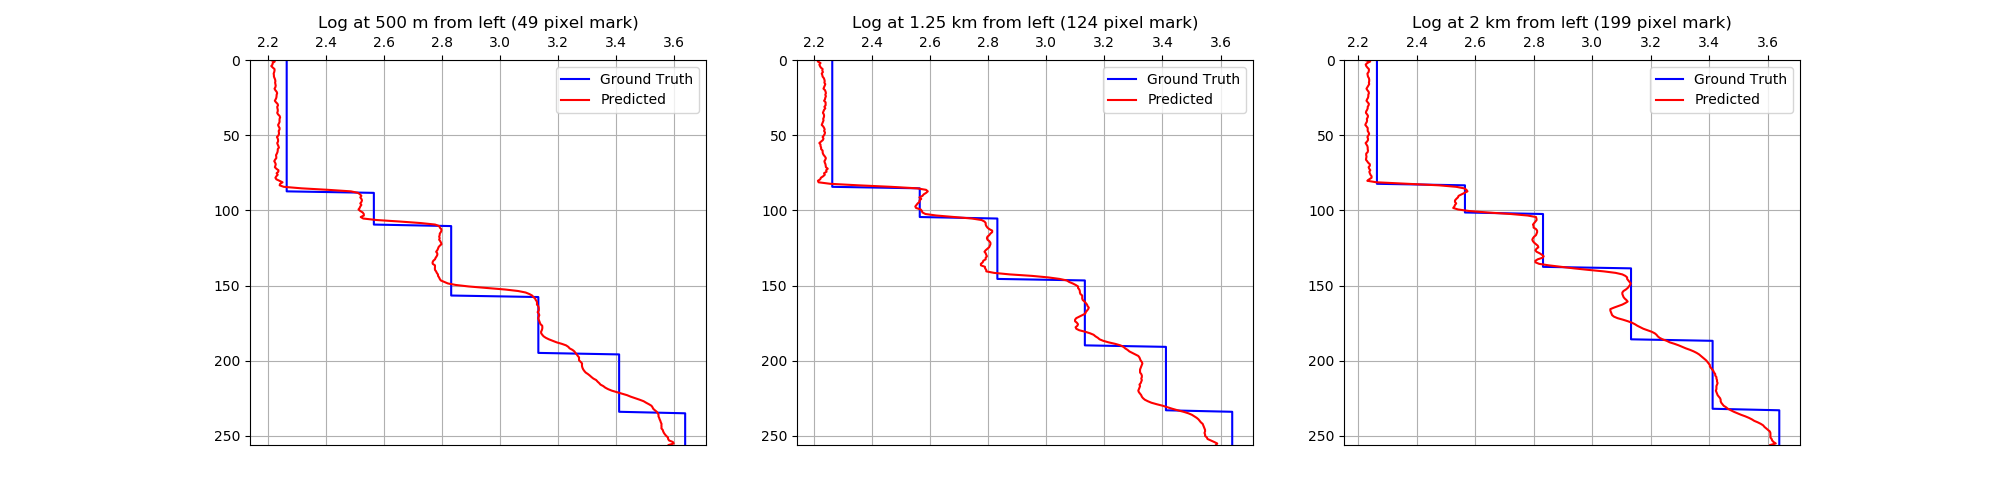 Log at 500 m from left (49 pixel mark)
2.2 2.4 2.6 2.8 3.0 3.2 3.4 3.6
0
50
100
150
200
250
Ground Truth
Predicted
Log at 1.25 km from left (124 pixel mark)
2.2 2.4 2.6 2.8 3.0 3.2 3.4 3.6
0
50
100
150
200
250
Ground Truth
Predicted
Log at 2 km from left (199 pixel mark)
2.2 2.4 2.6 2.8 3.0 3.2 3.4 3.6
0
50
100
150
200
250
Ground Truth
Predicted